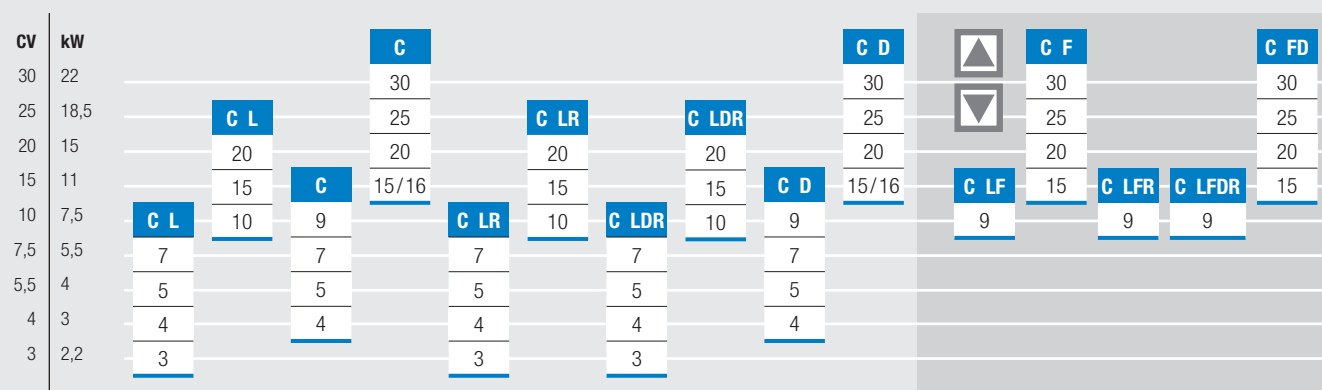 CV kW C C D C F C FD
30 22 30 30 30 30
25 18,5 C L 25 C LR C LDR 25 25 25
20 15 20 20 20 20 20 20 20
15 11 15 C 15/16 15 15 C D 15/16 C LF 15 C LFR C LFDR 15
10 7,5 C L 10 9 C LR 10 C LDR 10 9 9 9 9
7,5 5,5 7 7 7 7 7
5,5 4 5 5 5 5 5
4 3 4 4 4 4 4
3 2,2 3 3 3